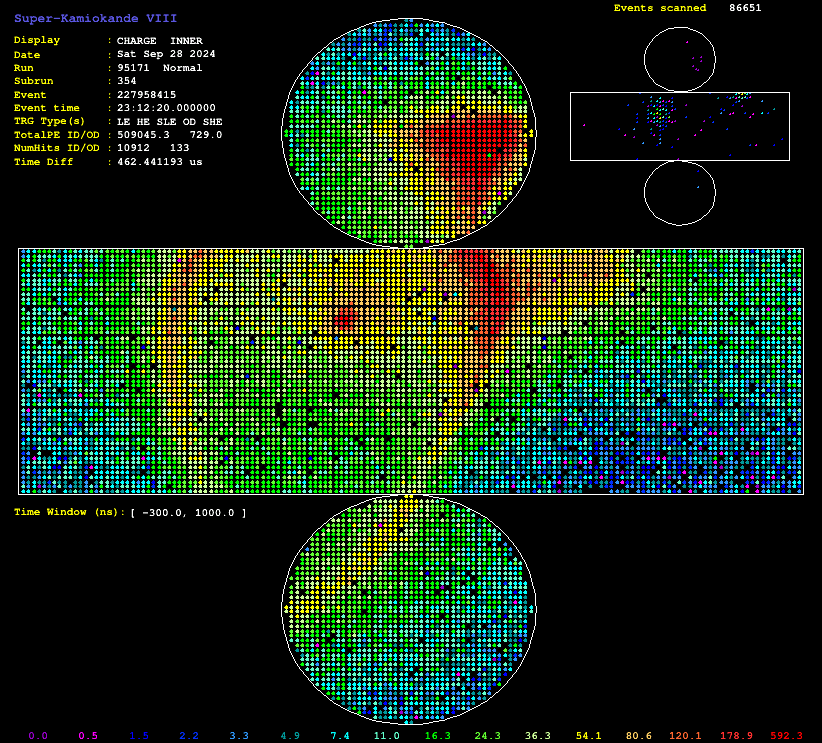 Super-Kamiokande VIII
Events scanned 86651
Display : CHARGE INNER
Date : Sat Sep 28 2024
Run : 95171 Normal
Subrun : 354
Event : 227958415
Event time : 23:12:20.000000
TRG Type(s) : LE HE SLE OD SHE
TotalPE ID/OD : 509045.3 729.0
NumHits ID/OD : 10912 133
Time Diff : 462.441193 us
Time Window (ns): [ -300.0, 1000.0 ]
0.0 0.5 1.5 2.2 3.3 4.9 7.4 11.0 16.3 24.3 36.3 54.1 80.6 120.1 178.9 592.3